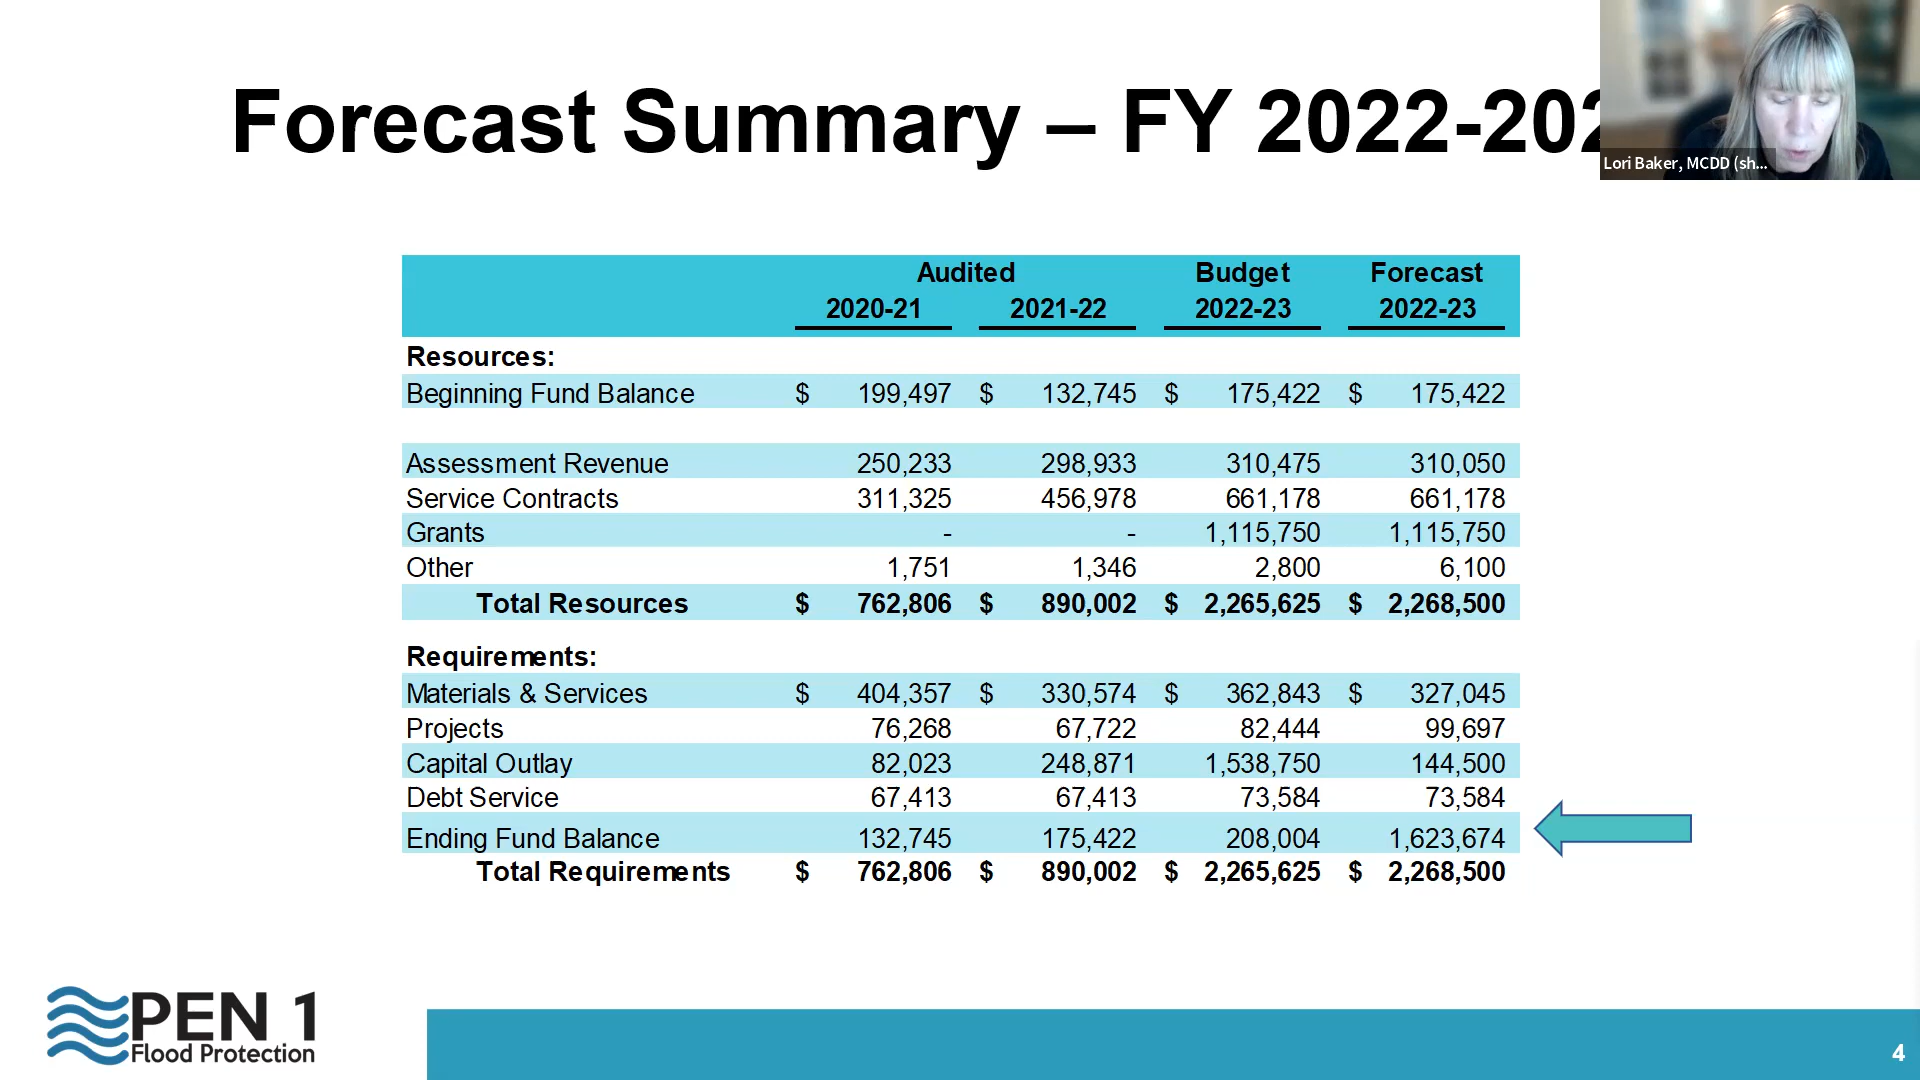 Forecast Summary – FY 2022-202
Lori Baker, MCDD (sh...
Audited Budget Forecast
2020-21 2021-22 2022-23 2022-23
Resources:
Beginning Fund Balance $ 199,497 $ 132,745 $ 175,422 $ 175,422
Assessment Revenue 250,233 298,933 310,475 310,050
Service Contracts 311,325 456,978 661,178 661,178
Grants - - 1,115,750 1,115,750
Other 1,751 1,346 2,800 6,100
Total Resources $ 762,806 $ 890,002 $ 2,265,625 $ 2,268,500
Requirements:
Materials & Services $ 404,357 $ 330,574 $ 362,843 $ 327,045
Projects 76,268 67,722 82,444 99,697
Capital Outlay 82,023 248,871 1,538,750 144,500
Debt Service 67,413 67,413 73,584 73,584
Ending Fund Balance 132,745 175,422 208,004 1,623,674
Total Requirements $ 762,806 $ 890,002 $ 2,265,625 $ 2,268,500
PEN 1
Flood Protection
4